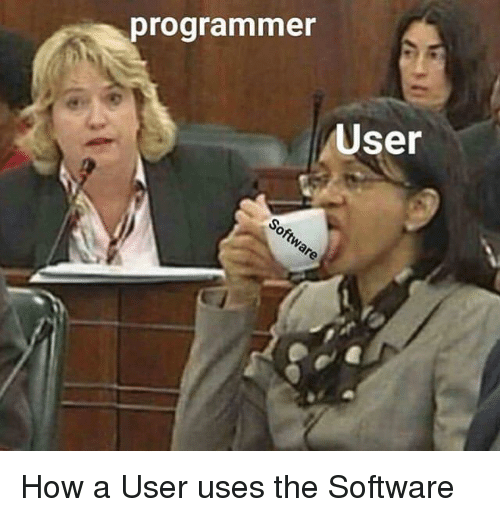 programmer
User
Software
How a User uses the Software